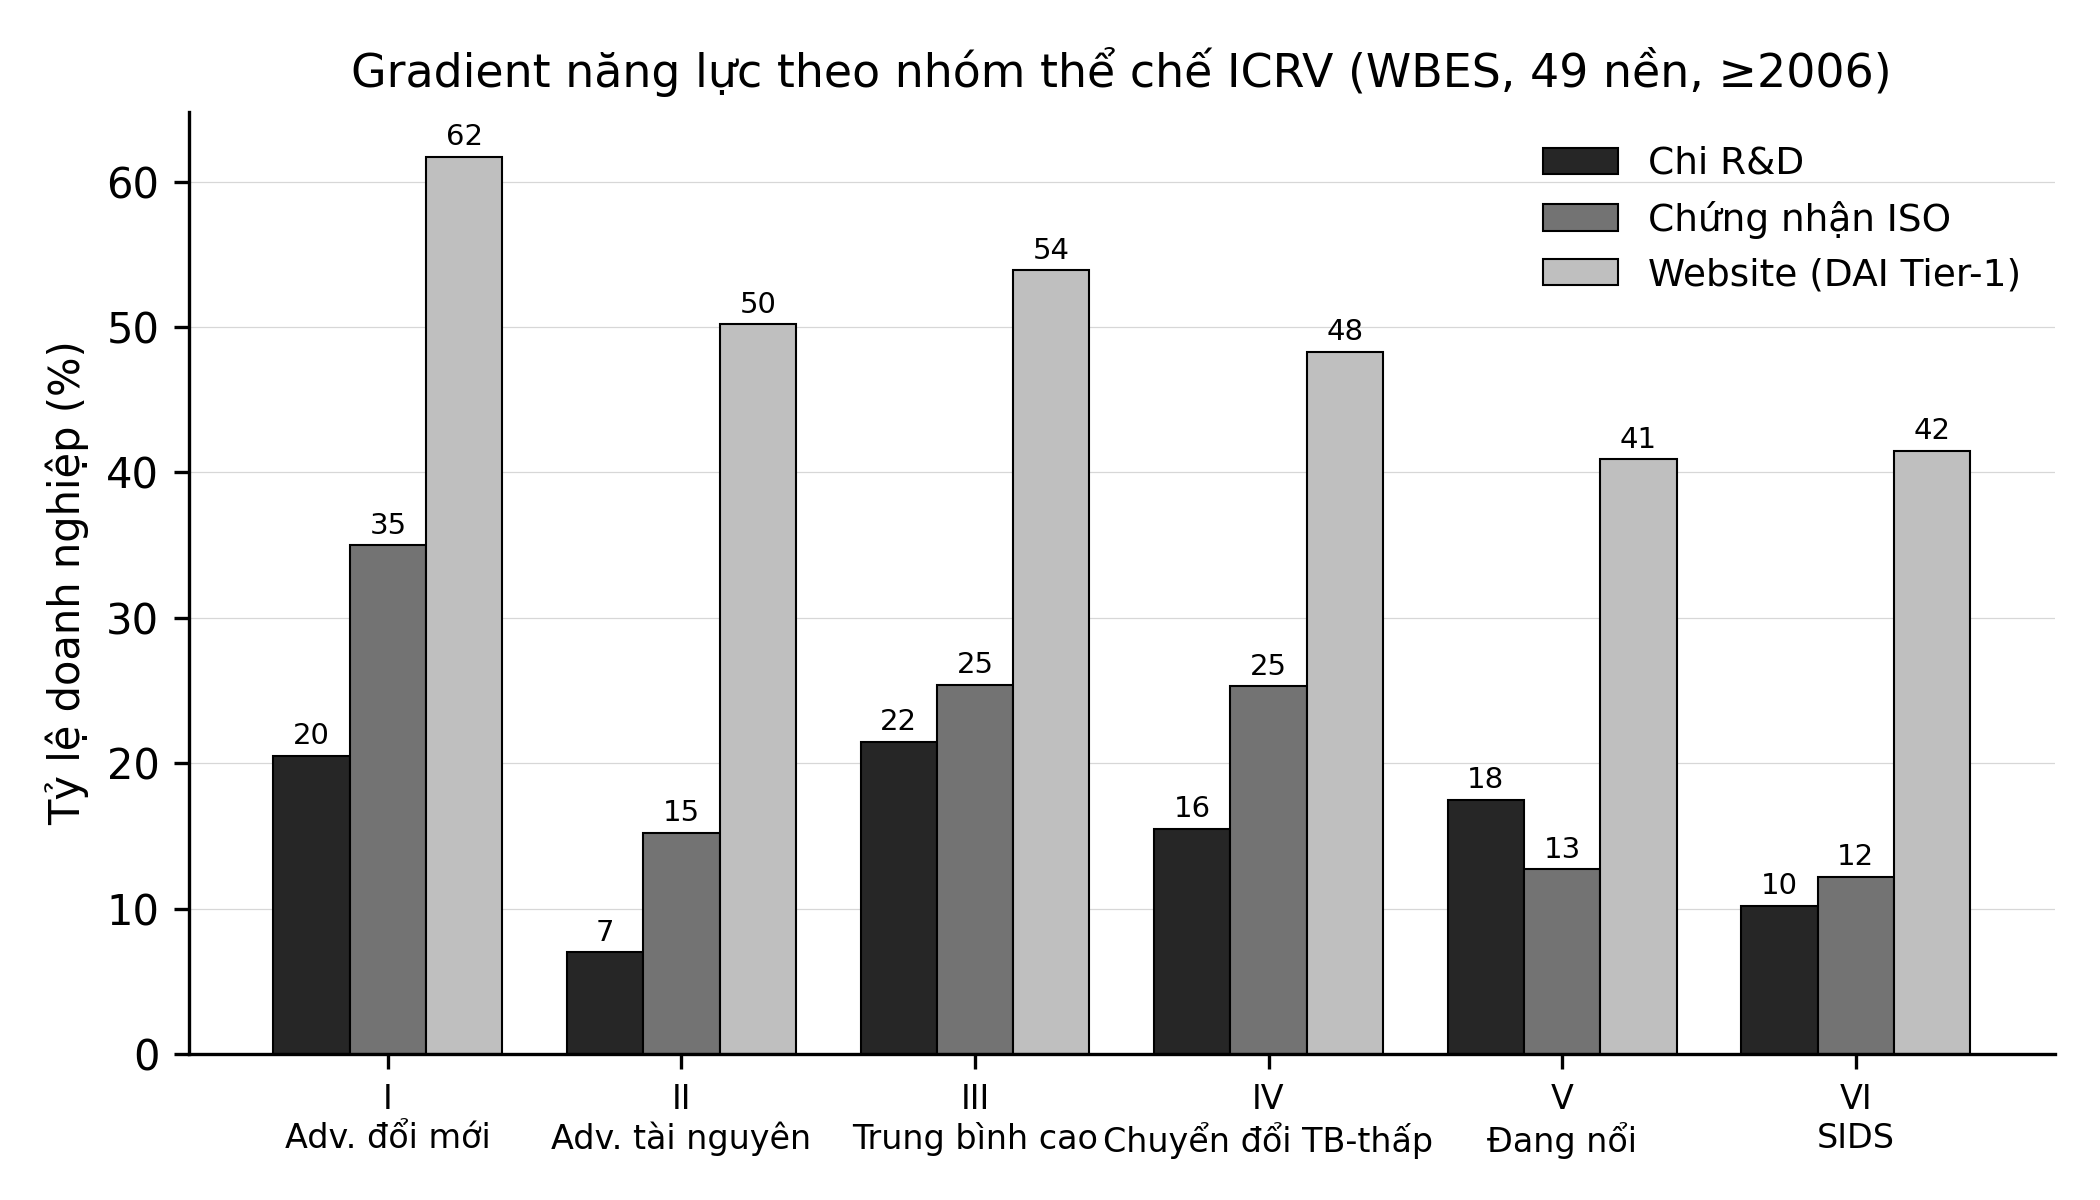 Gradient năng lực theo nhóm thể chế ICRV (WBES, 49 nền, ≥2006)
Chi R&D
Chứng nhận ISO
Website (DAI Tier-1)
Tỷ lệ doanh nghiệp (%)
60
50
40
30
20
10
0
20 35 62
7 15 50
22 25 54
16 25 48
18 13 41
10 12 42
I II III IV V VI
Adv. đổi mới Adv. tài nguyên Trung bình cao Chuyển đổi TB-thấp Đang nổi SIDS